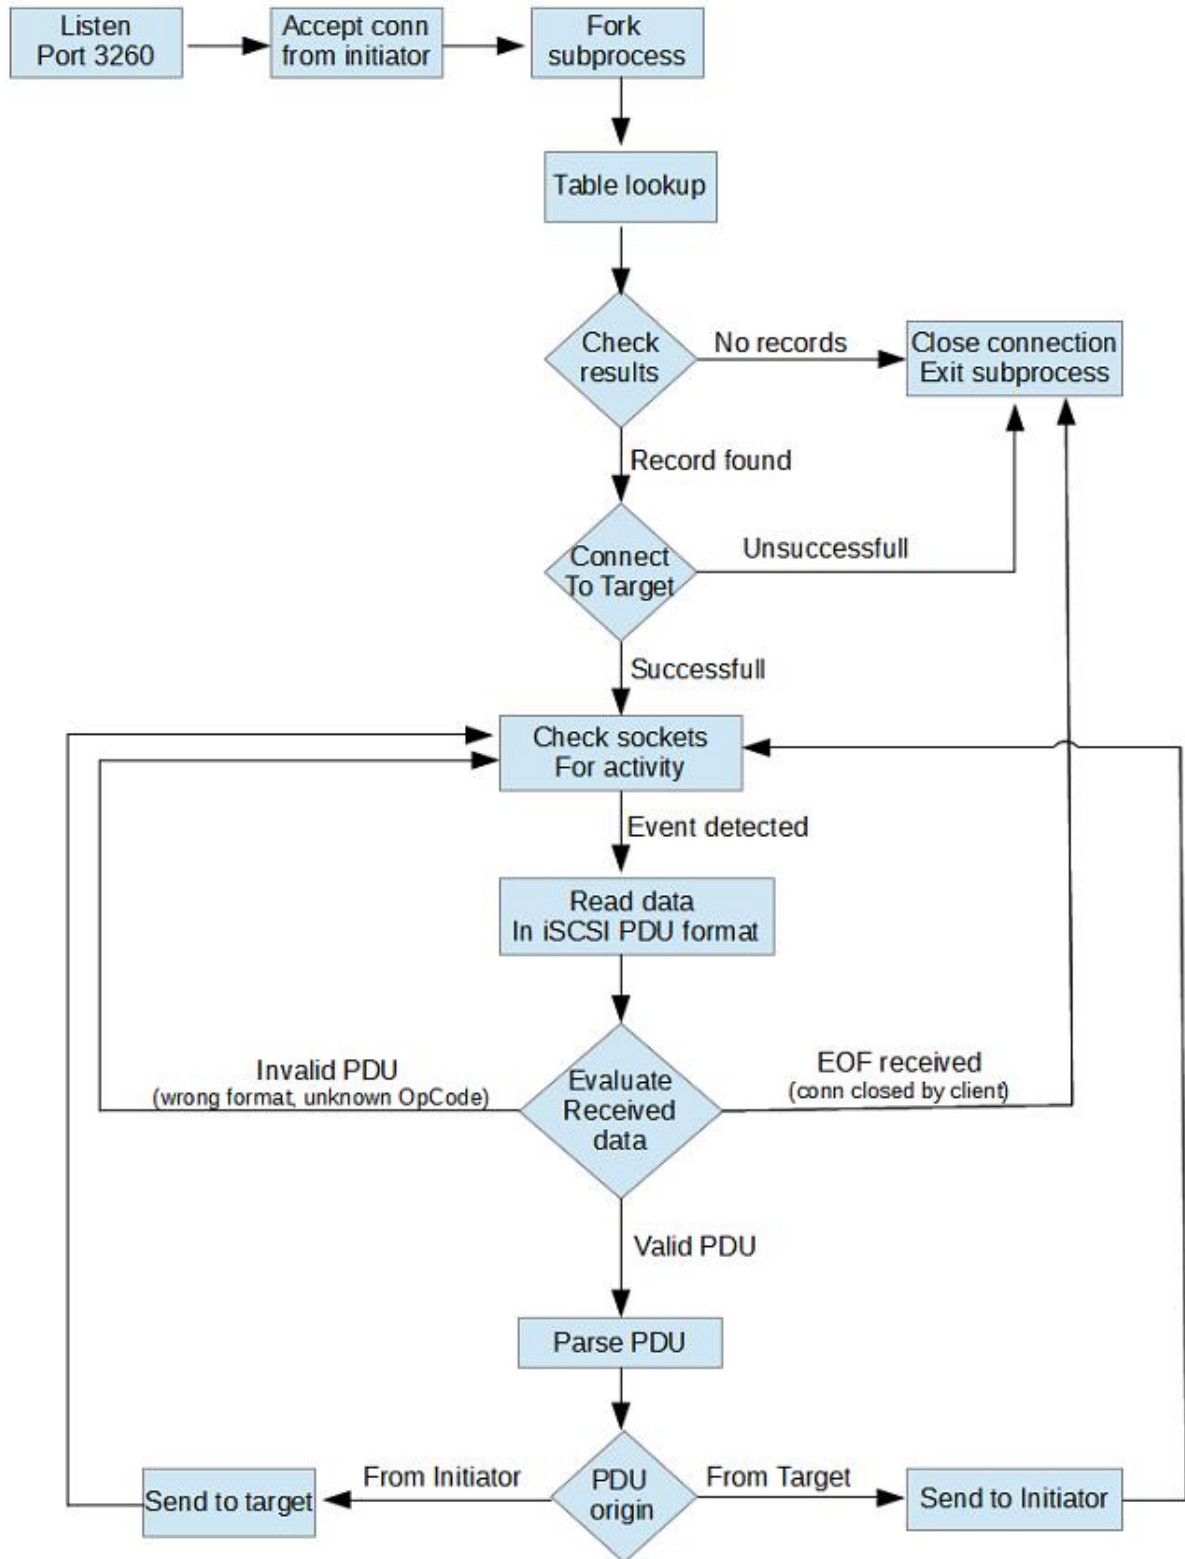 Listen
Port 3260
Accept conn
from initiator
Fork
subprocess
Table lookup
Check
results
No records
Close connection
Exit subprocess
Record found
Connect
To Target
Unsuccessfull
Successfull
Check sockets
For activity
Event detected
Read data
In iSCSI PDU format
Invalid PDU
(wrong format, unknown OpCode)
Evaluate
Received
data
EOF received
(conn closed by client)
Valid PDU
Parse PDU
From Initiator
PDU
origin
From Target
Send to target
Send to Initiator